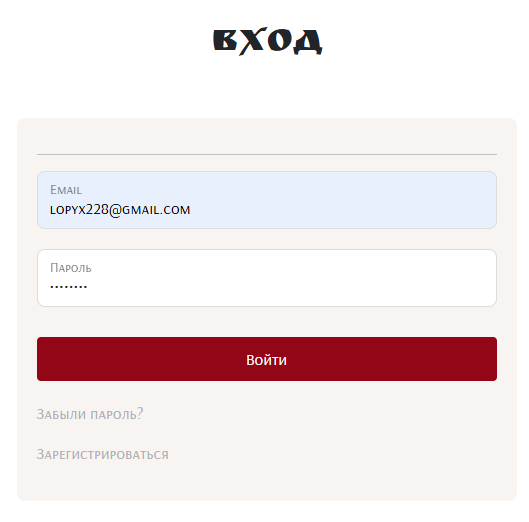 вход
Email
lopyx228@gmail.com
Пароль
........
Войти
Забыли пароль?
Зарегистрироваться